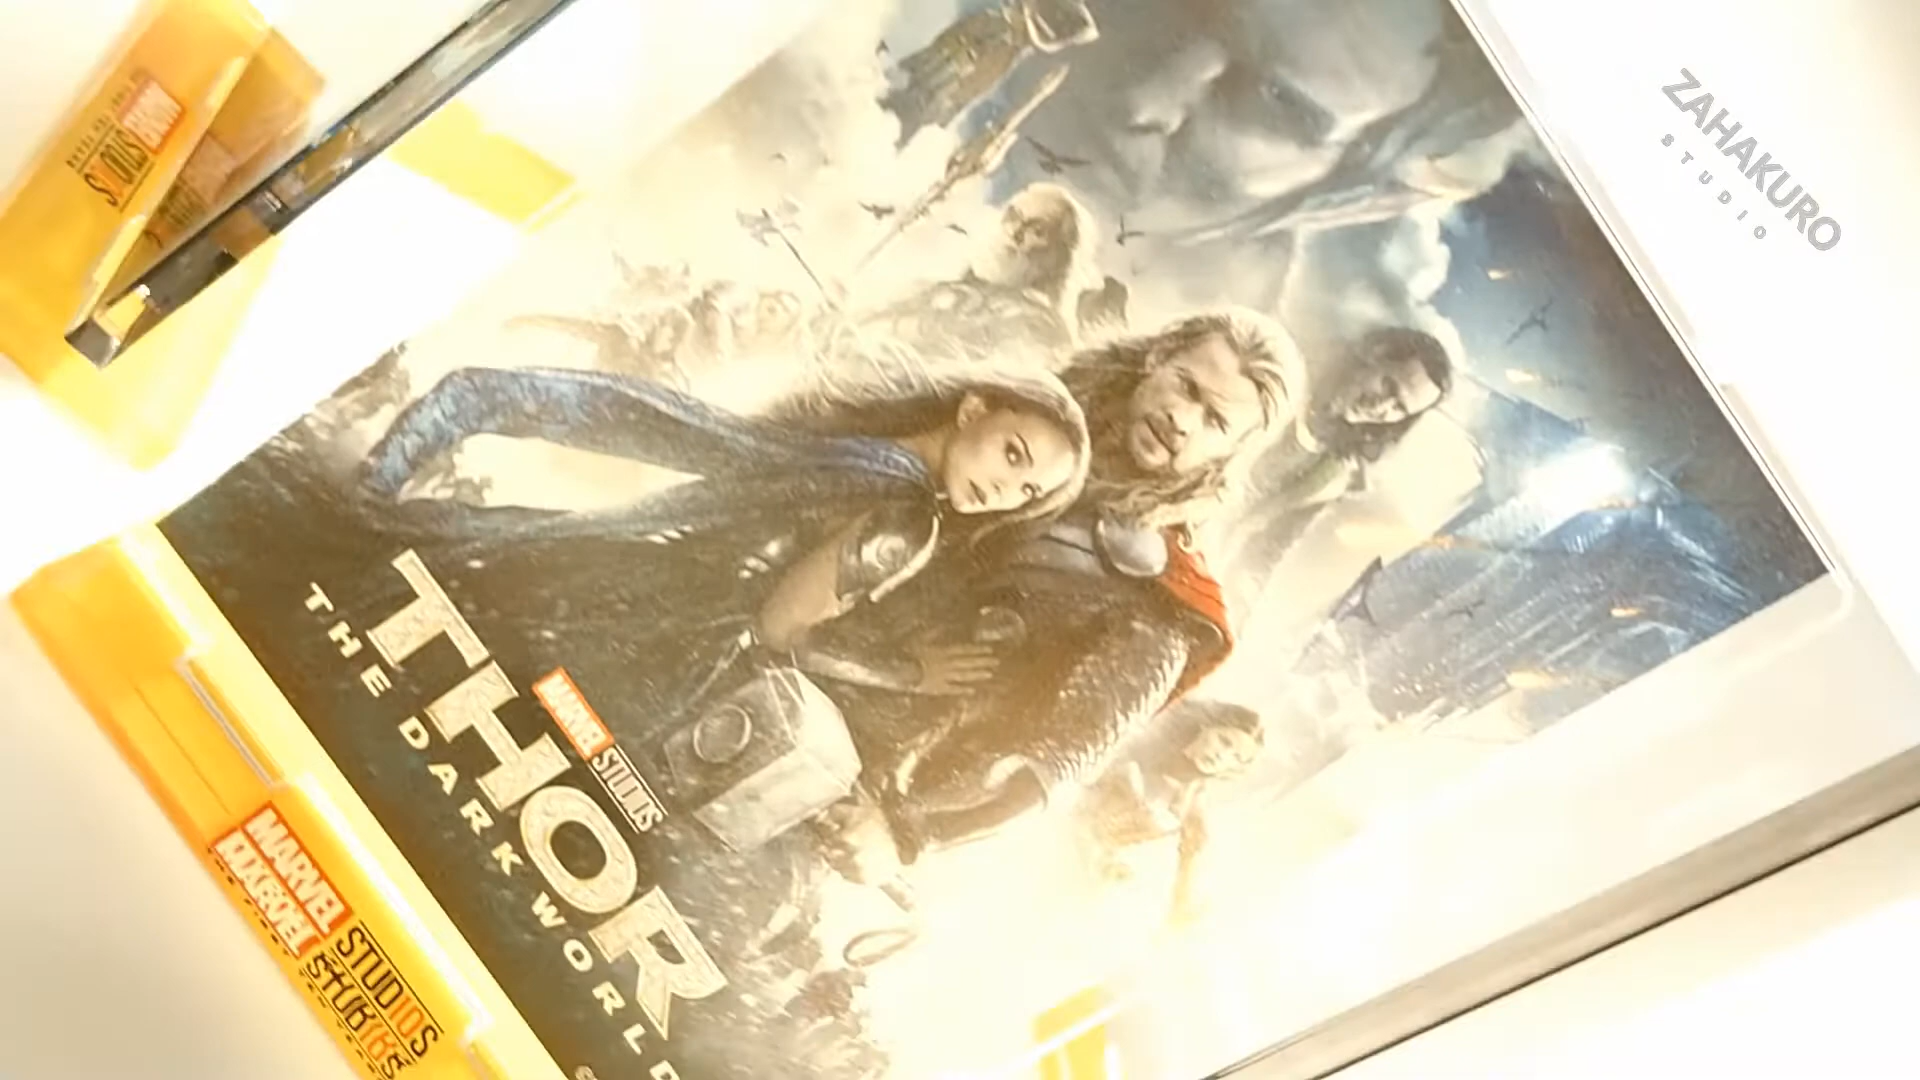 ZAHAKURO
STUDIO
MARVEL STUDIOS
MARVEL STUDIOS
THOR
THE DARK WORLD
MARVEL STUDIOS